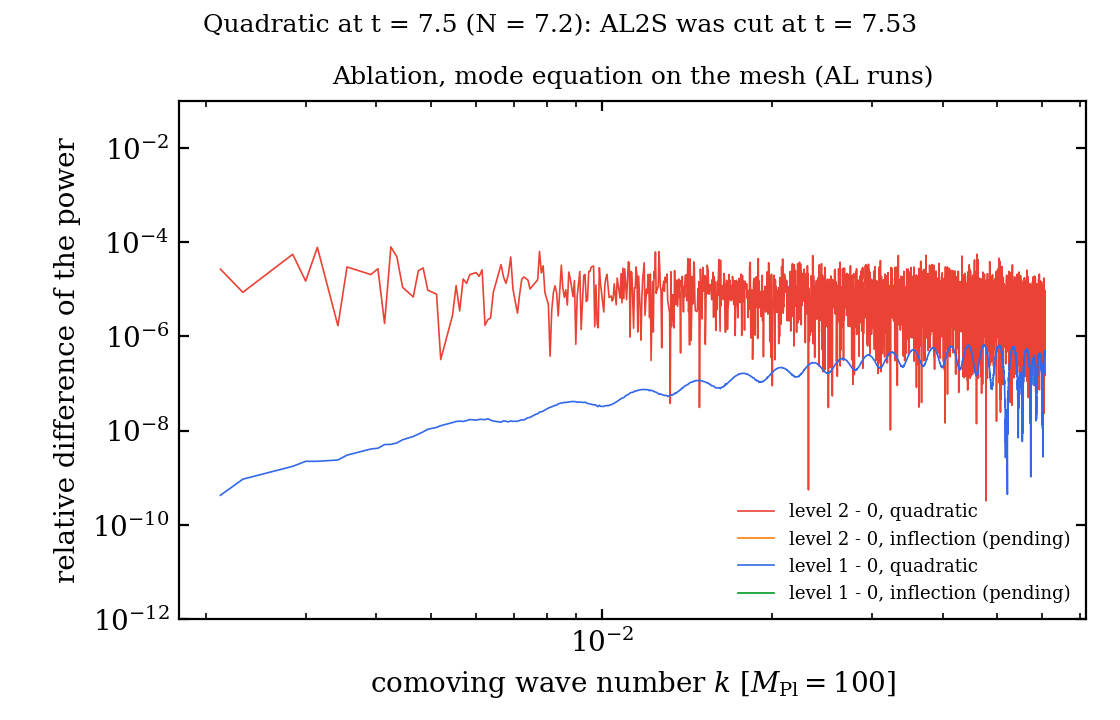 Quadratic at t = 7.5 (N = 7.2): AL2S was cut at t = 7.53
Ablation, mode equation on the mesh (AL runs)
relative difference of the power
10⁻²
10⁻⁴
10⁻⁶
10⁻⁸
10⁻¹⁰
10⁻¹²
level 2 - 0, quadratic
level 2 - 0, inflection (pending)
level 1 - 0, quadratic
level 1 - 0, inflection (pending)
10⁻²
comoving wave number k [M_Pl = 100]